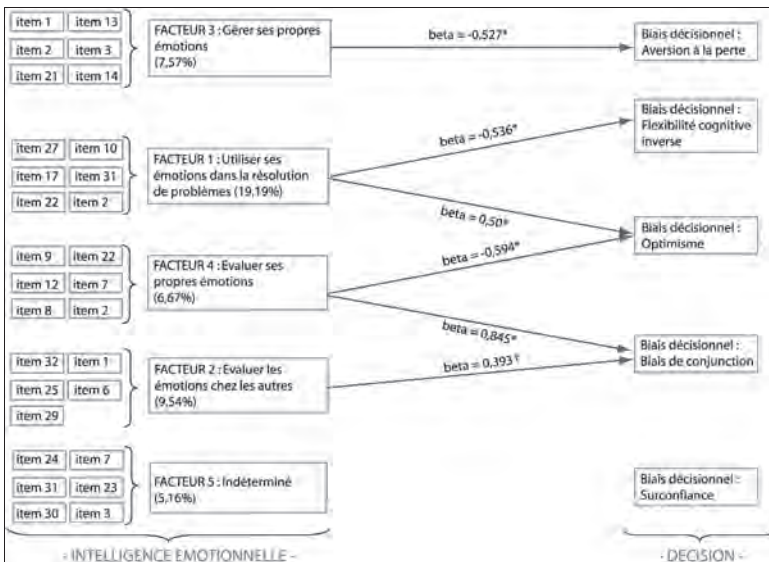 item 1 item 13
item 2 item 3
item 21 item 14
FACTEUR 3 : Gérer ses propres
émotions
(7,57%)
beta = -0,527*
Biais décisionnel :
Aversion à la perte
item 27 item 10
item 17 item 31
item 22 item 2
FACTEUR 1 : Utiliser ses
émotions dans la résolution
de problèmes (19,19%)
beta = -0,536*
Biais décisionnel :
Flexibilité cognitive
inverse
beta = 0,50*
Biais décisionnel :
Optimisme
item 9 item 22
item 12 item 7
item 8 item 2
FACTEUR 4 : Evaluer ses
propres émotions
(6,67%)
beta = -0,594*
beta = 0,845*
Biais décisionnel :
Biais de conjonction
item 32 item 1
item 25 item 6
item 29
FACTEUR 2 : Evaluer les
émotions chez les autres
(9,54%)
beta = 0,393†
item 24 item 7
item 31 item 23
item 30 item 3
FACTEUR 5 : Indéterminé
(5,16%)
Biais décisionnel :
Surconfiance
- INTELLIGENCE EMOTIONNELLE -
- DECISION -